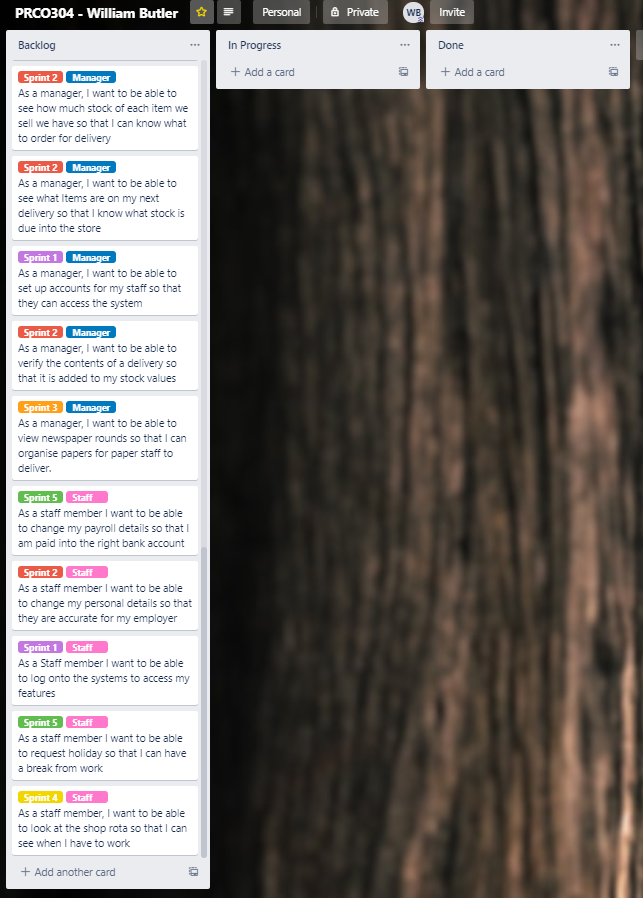 PRCO304 - William Butler
Personal
Private
WB
Invite
Backlog
Sprint 2 Manager
As a manager, I want to be able to
see how much stock of each item we
sell we have so that I can know what
to order for delivery
Sprint 2 Manager
As a manager, I want to be able to
see what Items are on my next
delivery so that I know what stock is
due into the store
Sprint 1 Manager
As a manager, I want to be able to
set up accounts for my staff so that
they can access the system
Sprint 2 Manager
As a manager, I want to be able to
verify the contents of a delivery so
that it is added to my stock values
Sprint 3 Manager
As a manager, I want to be able to
view newspaper rounds so that I can
organise papers for paper staff to
deliver.
Sprint 5 Staff
As a staff member I want to be able
to change my payroll details so that I
am paid into the right bank account
Sprint 2 Staff
As a staff member I want to be able
to change my personal details so that
they are accurate for my employer
Sprint 1 Staff
As a Staff member I want to be able
to log onto the systems to access my
features
Sprint 5 Staff
As a staff member I want to be able
to request holiday so that I can have
a break from work
Sprint 4 Staff
As a staff member, I want to be able
to look at the shop rota so that I can
see when I have to work
+ Add another card
In Progress
+ Add a card
Done
+ Add a card